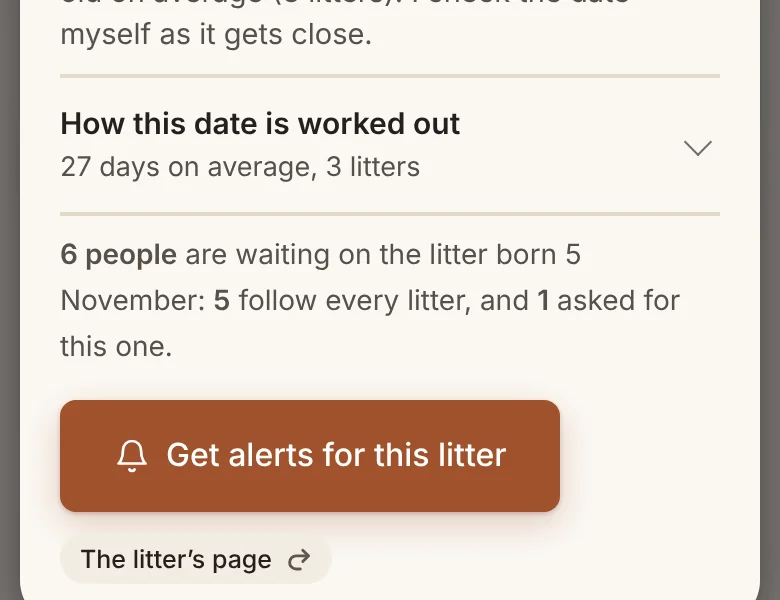 myself as it gets close.
How this date is worked out
27 days on average, 3 litters
6 people are waiting on the litter born 5
November: 5 follow every litter, and 1 asked for
this one.
Get alerts for this litter
The litter’s page